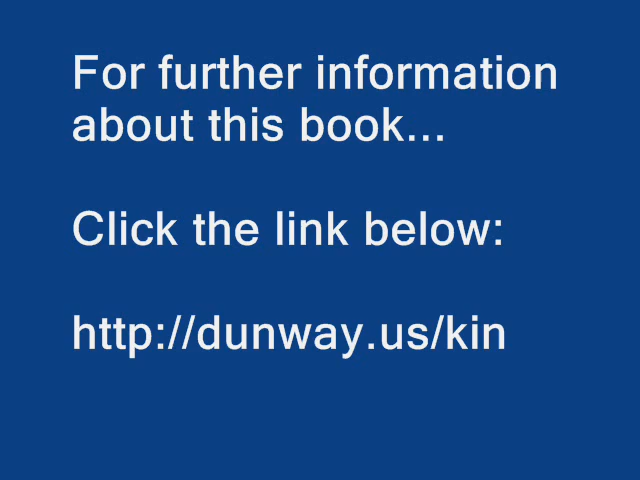 For further information
about this book...
Click the link below:
http://dunway.us/kin